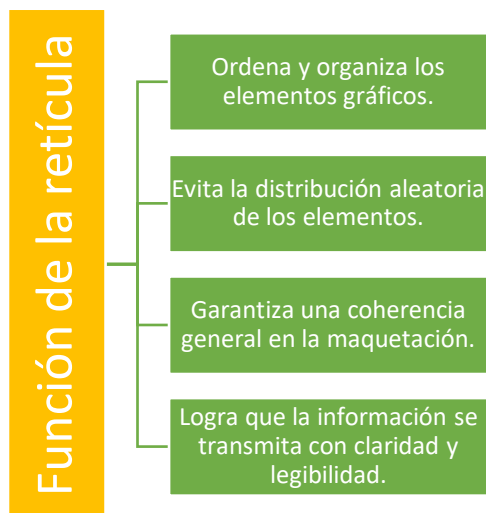 Función de la retícula
Ordena y organiza los
elementos gráficos.
Evita la distribución aleatoria
de los elementos.
Garantiza una coherencia
general en la maquetación.
Logra que la información se
transmita con claridad y
legibilidad.